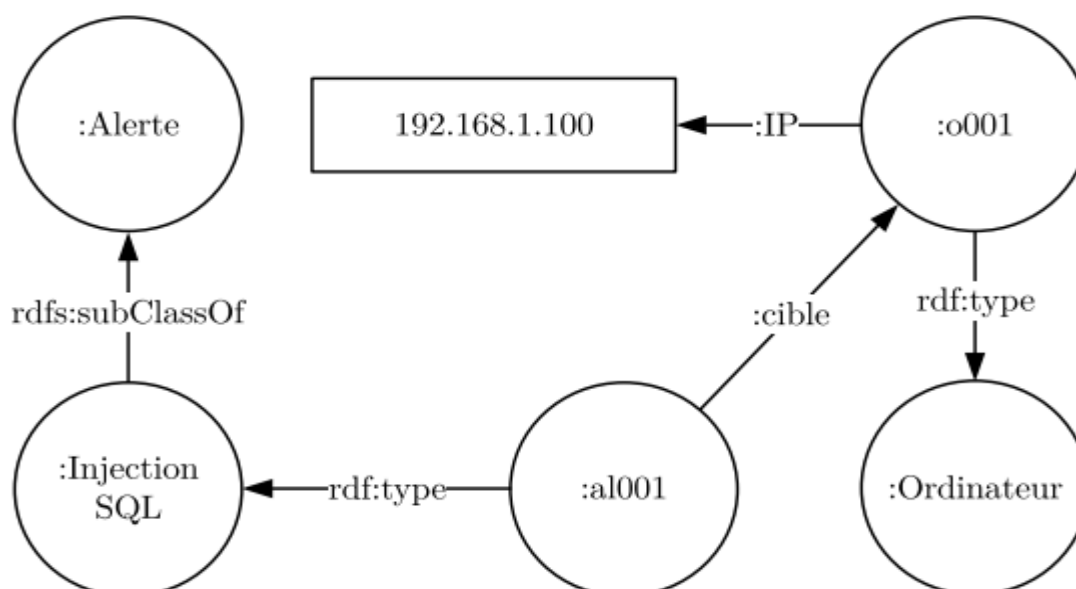 :Alerte
192.168.1.100
:IP
:o001
rdfs:subClassOf
:cible
rdf:type
:Injection
SQL
rdf:type
:al001
:Ordinateur